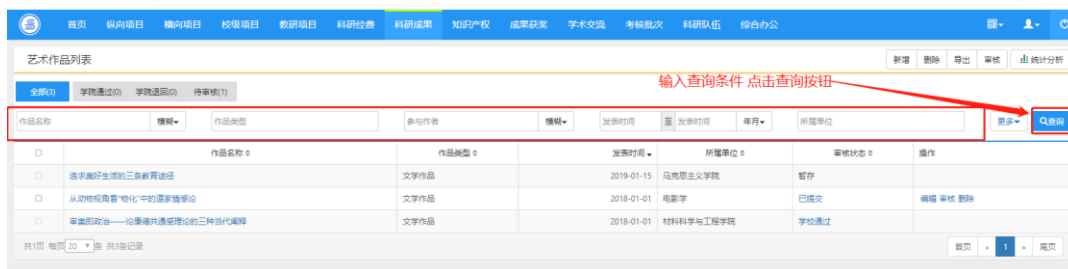 首页 纵向项目 横向项目 校级项目 教研项目 科研经费 科研成果 知识产权 成果获奖 学术交流 考核批次 科研队伍 综合办公
艺术作品列表 新增 删除 导出 审核 统计分析
全部(3) 学院通过(0) 学院退回(0) 待审核(1) 输入查询条件 点击查询按钮
作品名称 模糊 作品类型 参与作者 模糊 发表时间 至 发表时间 年月 所属单位 更多 查询
作品名称 作品类型 发表时间 所属单位 审核状态 操作
追求美好生活的三条教育途径 文学作品 2019-01-15 马克思主义学院 暂存
从动物视角看"物化"中的道家情感论 文学作品 2018-01-01 电影学 已提交 编辑 审核 删除
审美即政治——论康德共通感理论的三种当代阐释 文学作品 2018-01-01 材料科学与工程学院 学校通过
共1页 每页 20 条 共3条记录 首页 « 1 » 尾页